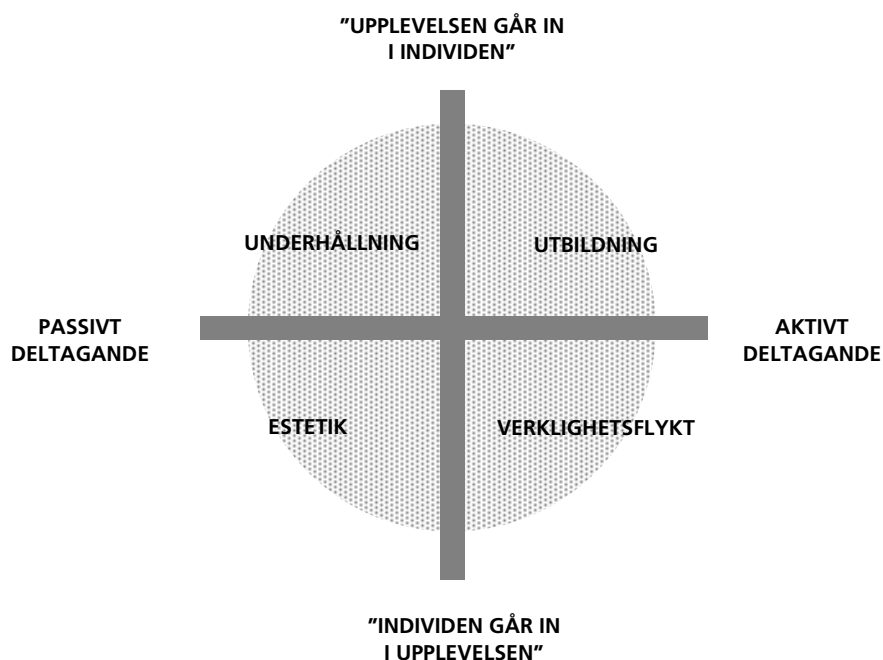 ”UPPLEVELSEN GÅR IN
I INDIVIDEN”
UNDERHÅLLNING
UTBILDNING
PASSIVT
DELTAGANDE
AKTIVT
DELTAGANDE
ESTETIK
VERKLIGHETSFLYKT
”INDIVIDEN GÅR IN
I UPPLEVELSEN”